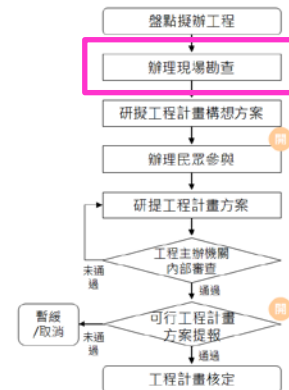 盤點擬辦工程
辦理現場勘查
研擬工程計畫構想方案
開
辦理民眾參與
研提工程計畫方案
工程主辦機關
內部審查
未通
過
通過
開
暫緩
/取消
可行工程計畫
方案提報
未通
過
通過
工程計畫核定